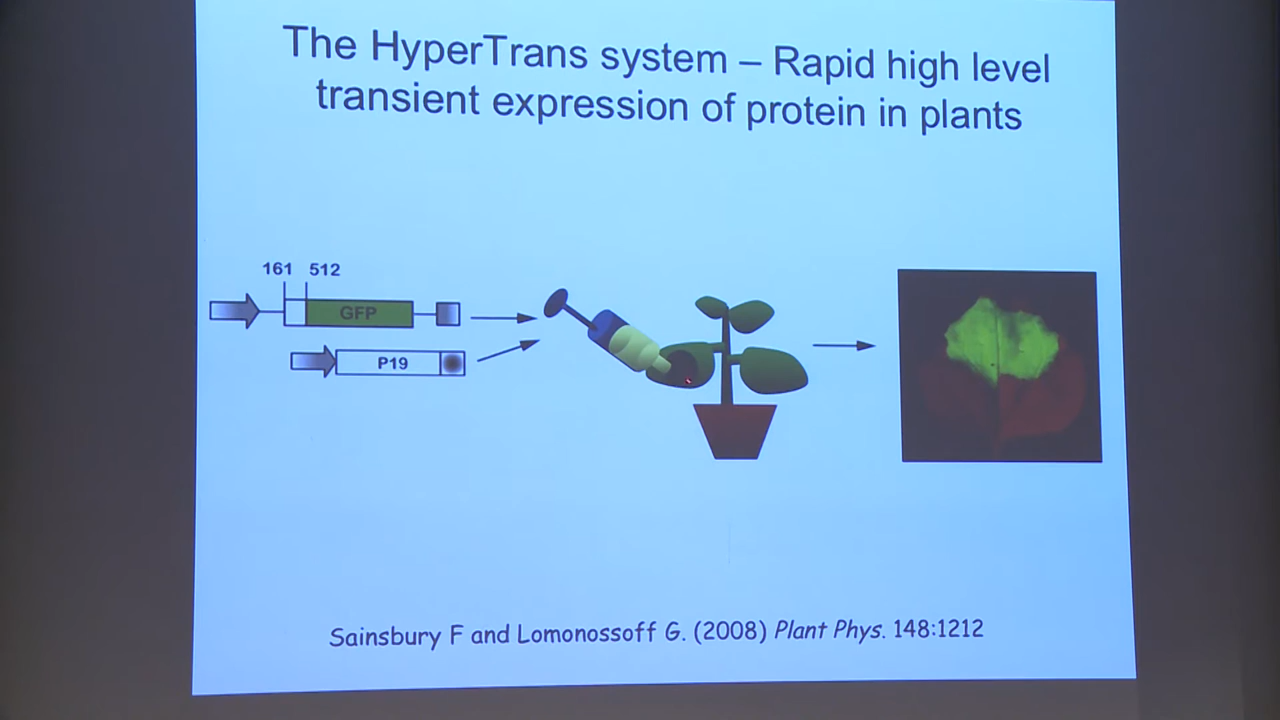 The HyperTrans system – Rapid high level
transient expression of protein in plants
161 512
GFP
P19
Sainsbury F and Lomonossoff G. (2008) Plant Phys. 148:1212